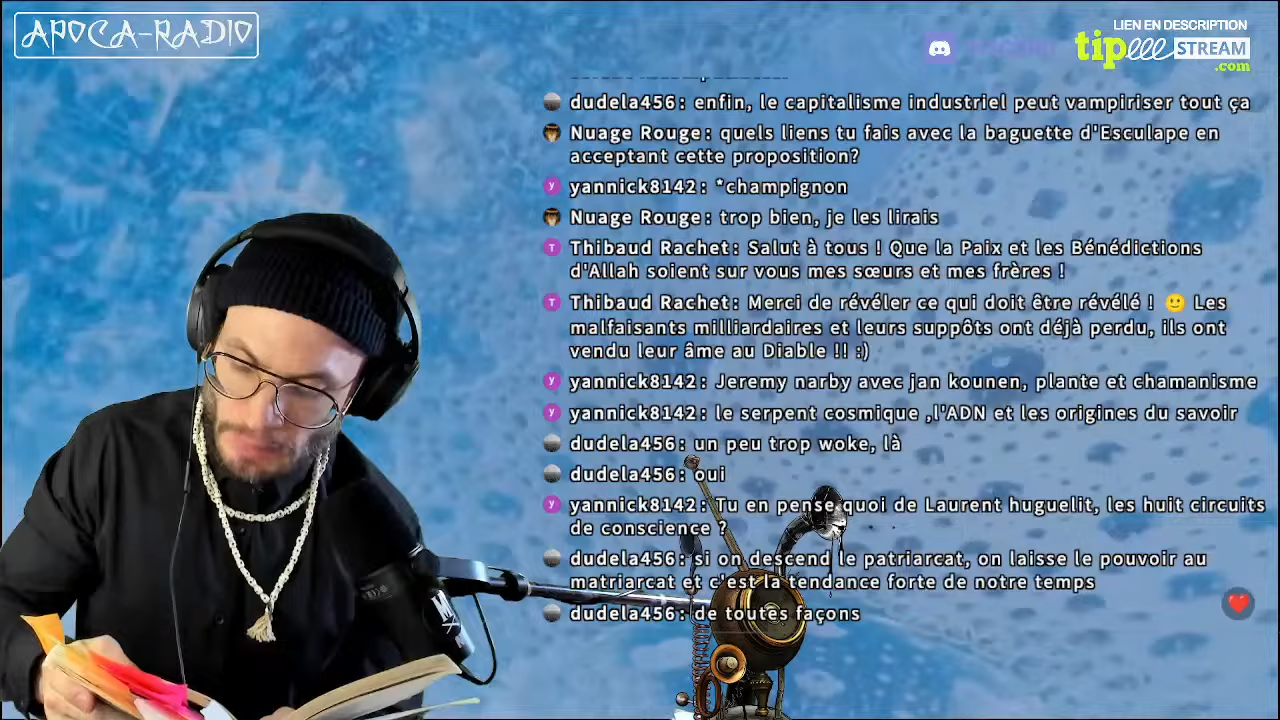 APOCA-RADIO
LIEN EN DESCRIPTION
tipeee STREAM
.com
dudela456: enfin, le capitalisme industriel peut vampiriser tout ça
Nuage Rouge: quels liens tu fais avec la baguette d'Esculape en
acceptant cette proposition?
yannick8142: *champignon
Nuage Rouge: trop bien, je les lirais
Thibaud Rachet: Salut à tous ! Que la Paix et les Bénédictions
d'Allah soient sur vous mes sœurs et mes frères !
Thibaud Rachet: Merci de révéler ce qui doit être révélé ! 🙂 Les
malfaisants milliardaires et leurs suppôts ont déjà perdu, ils ont
vendu leur âme au Diable !! :)
yannick8142: Jeremy narby avec jan kounen, plante et chamanisme
yannick8142: le serpent cosmique ,l'ADN et les origines du savoir
dudela456: un peu trop woke, là
dudela456: oui
yannick8142: Tu en pense quoi de Laurent huguelit, les huit circuits
de conscience ?
dudela456: si on descend le patriarcat, on laisse le pouvoir au
matriarcat et c'est la tendance forte de notre temps
dudela456: de toutes façons